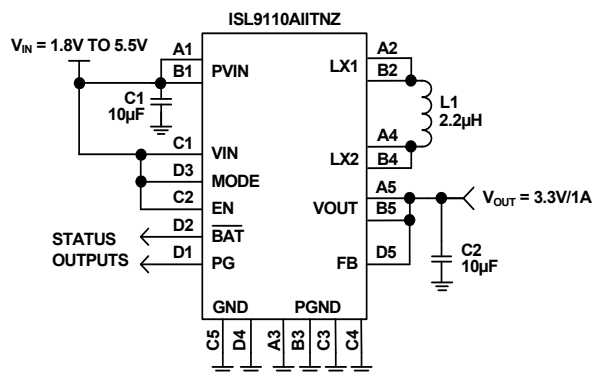 ISL9110AIITNZ
V_IN = 1.8V TO 5.5V
A1
B1
PVIN
C1
10µF
C1
VIN
D3
MODE
C2
EN
D2
BAT
D1
PG
STATUS
OUTPUTS
LX1
A2
B2
L1
2.2µH
LX2
A4
B4
VOUT
A5
B5
V_OUT = 3.3V/1A
FB
D5
C2
10µF
GND
PGND
C5
D4
A3
B3
C3
C4